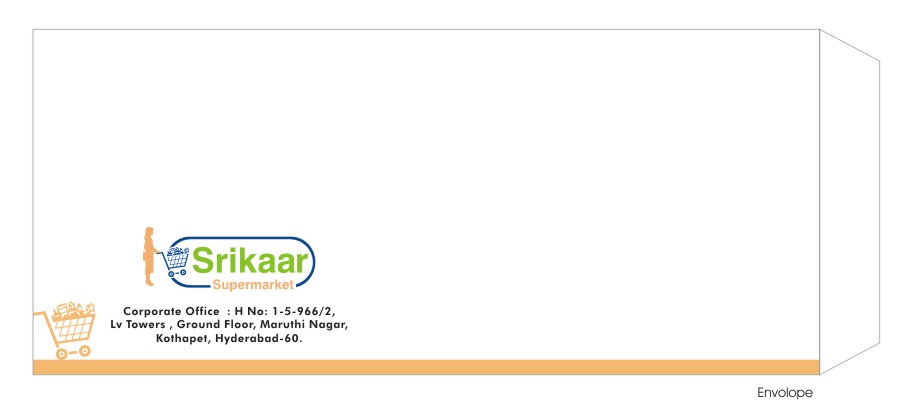 Srikaar
Supermarket
Corporate Office : H No: 1-5-966/2,
Lv Towers , Ground Floor, Maruthi Nagar,
Kothapet, Hyderabad-60.
Envolope